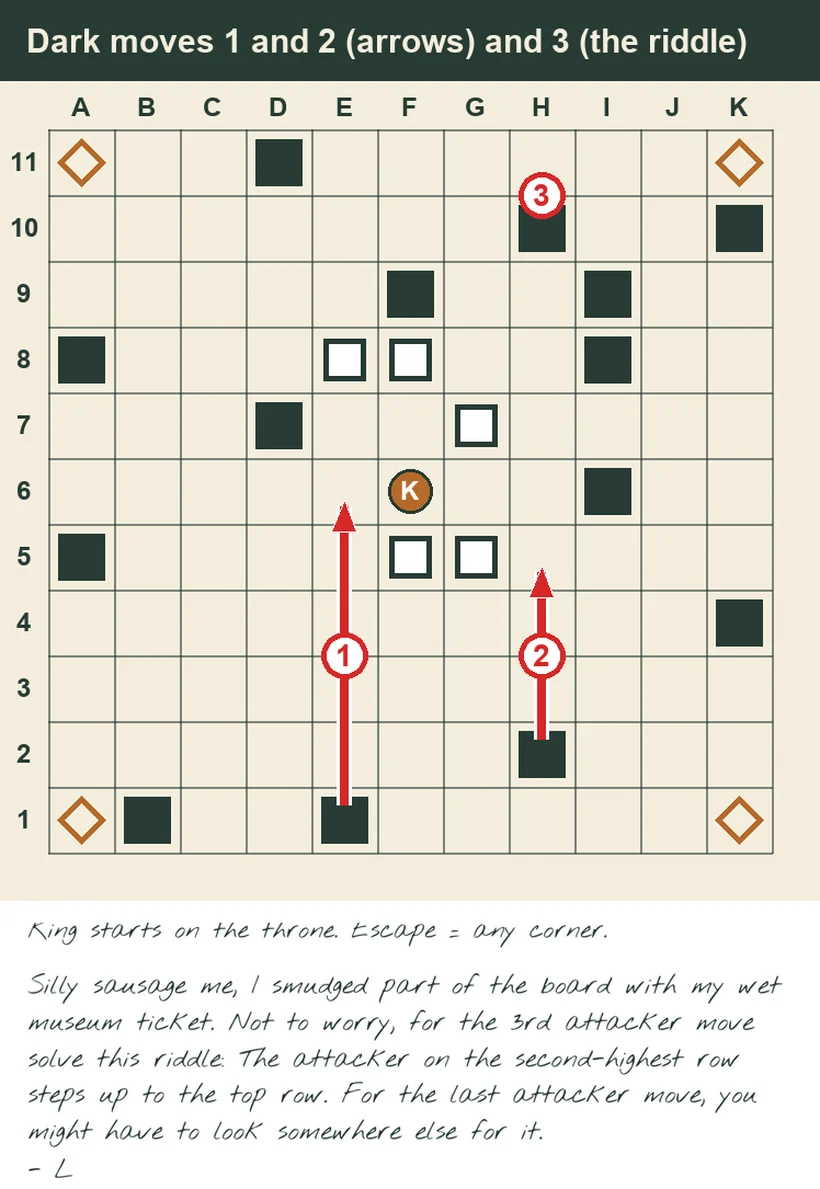 Dark moves 1 and 2 (arrows) and 3 (the riddle)
A B C D E F G H I J K
11
3
10
9
8
7
6 K
5
4
1 2
3
2
1
King starts on the throne. Escape = any corner.
Silly sausage me, I smudged part of the board with my wet
museum ticket. Not to worry, for the 3rd attacker move
solve this riddle: The attacker on the second-highest row
steps up to the top row. For the last attacker move, you
might have to look somewhere else for it.
- L